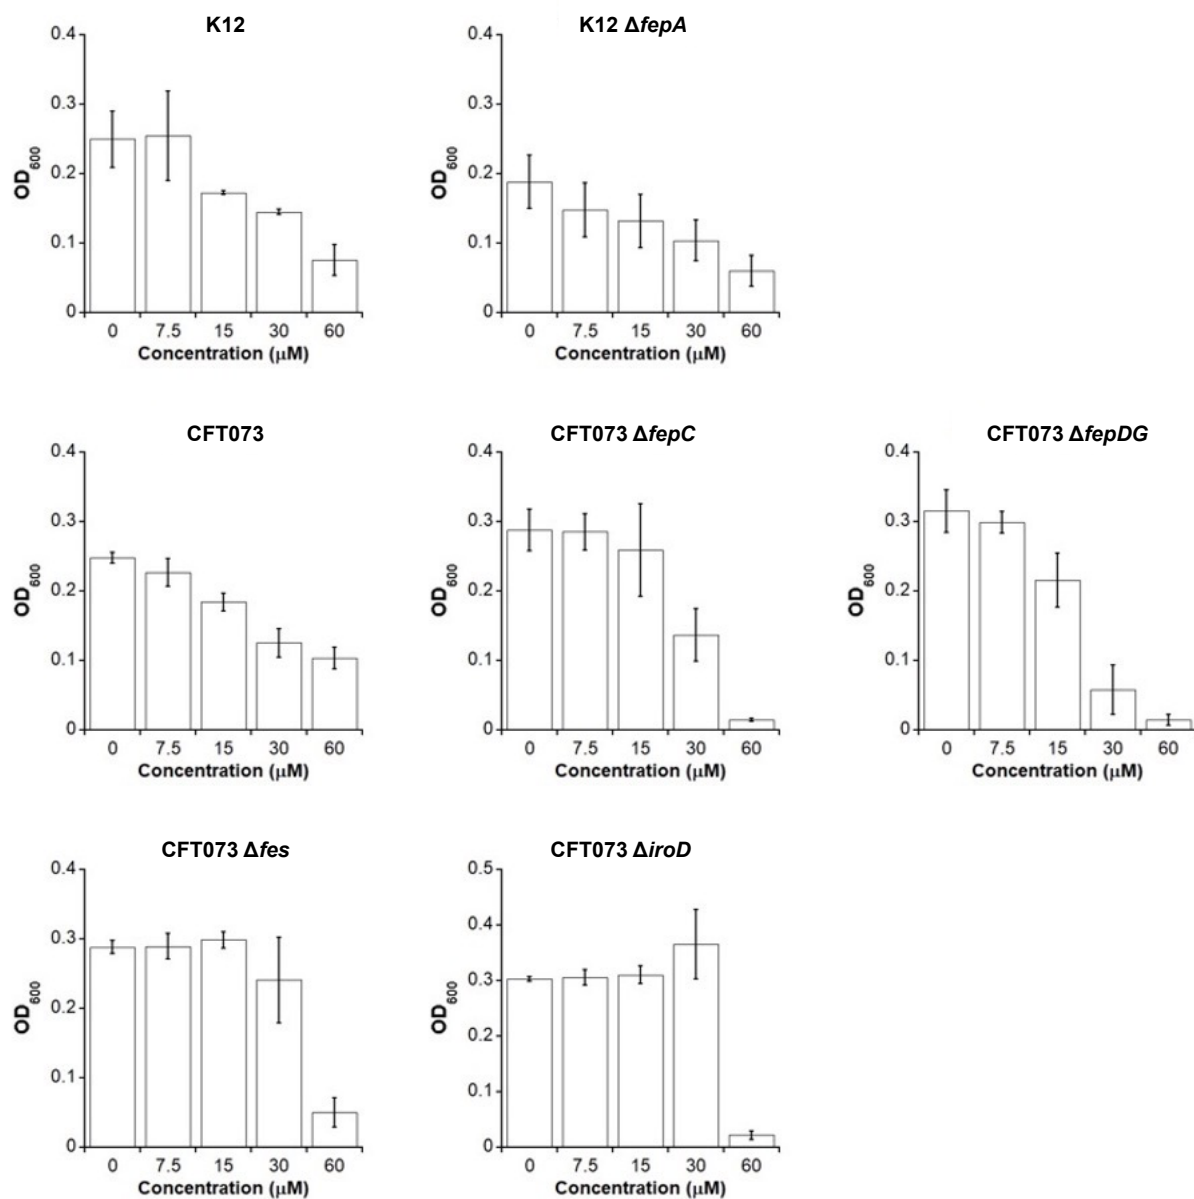 K12
0.4
0.3
0.2
0.1
0
OD600
0 7.5 15 30 60
Concentration (μM)
K12 ΔfepA
0.4
0.3
0.2
0.1
0
OD600
0 7.5 15 30 60
Concentration (μM)
CFT073
0.4
0.3
0.2
0.1
0
OD600
0 7.5 15 30 60
Concentration (μM)
CFT073 ΔfepC
0.4
0.3
0.2
0.1
0
OD600
0 7.5 15 30 60
Concentration (μM)
CFT073 ΔfepDG
0.4
0.3
0.2
0.1
0
OD600
0 7.5 15 30 60
Concentration (μM)
CFT073 Δfes
0.4
0.3
0.2
0.1
0
OD600
0 7.5 15 30 60
Concentration (μM)
CFT073 ΔiroD
0.5
0.4
0.3
0.2
0.1
0
OD600
0 7.5 15 30 60
Concentration (μM)